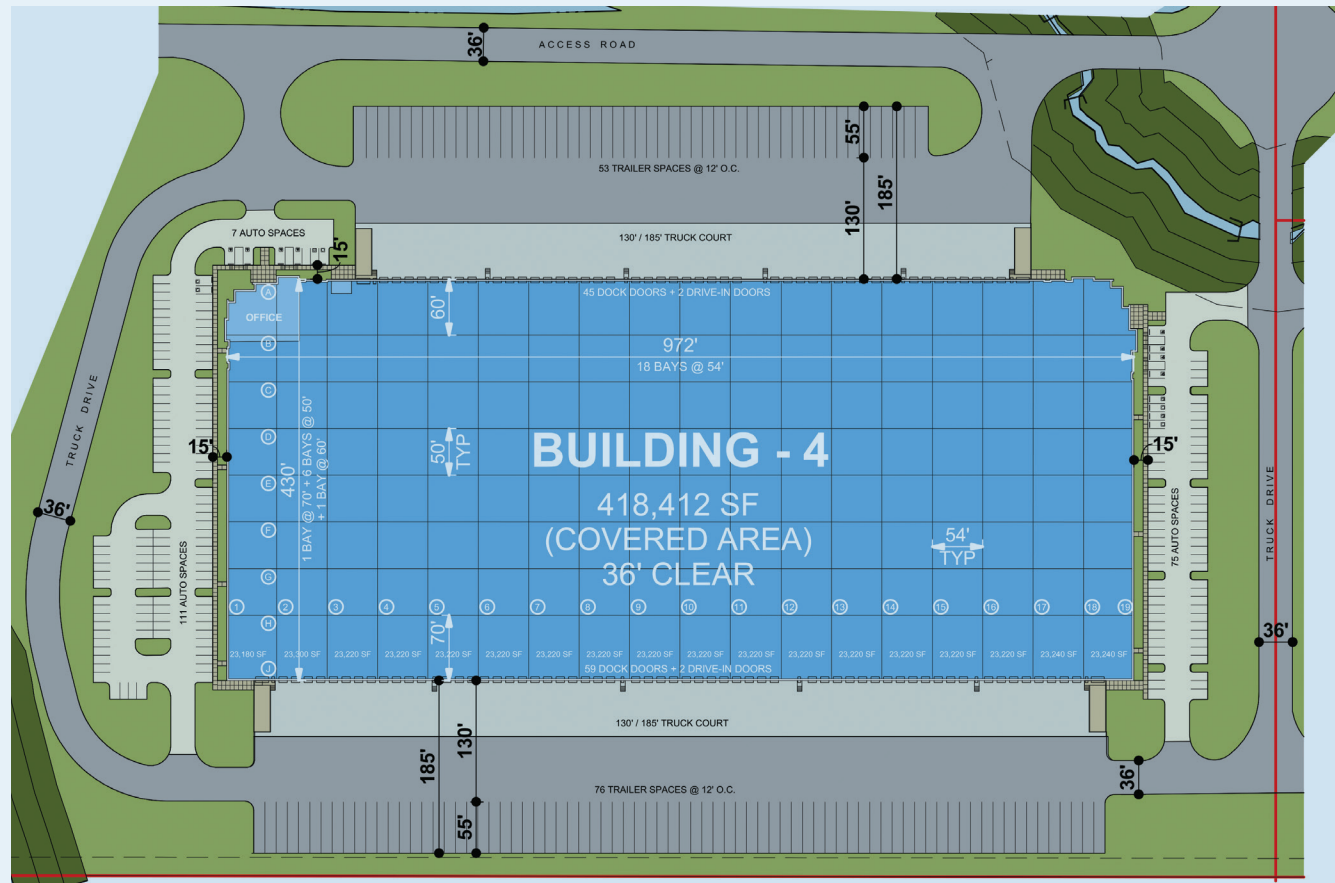 36'
ACCESS ROAD
55'
53 TRAILER SPACES @ 12' O.C.
130'
185'
7 AUTO SPACES
15'
130' / 185' TRUCK COURT
A
OFFICE
60'
45 DOCK DOORS + 2 DRIVE-IN DOORS
B
972'
18 BAYS @ 54'
C
TRUCK DRIVE
15'
430'
1 BAY @ 70' + 6 BAYS @ 50'
+ 1 BAY @ 60'
D
50'
TYP
BUILDING - 4
15'
E
418,412 SF
(COVERED AREA)
36' CLEAR
36'
F
54'
TYP
75 AUTO SPACES
TRUCK DRIVE
111 AUTO SPACES
G
1 2 3 4 5 6 7 8 9 10 11 12 13 14 15 16 17 18 19
H
70'
36'
23,180 SF 23,300 SF 23,220 SF 23,220 SF 23,220 SF 23,220 SF 23,220 SF 23,220 SF 23,220 SF 23,220 SF 23,220 SF 23,220 SF 23,220 SF 23,220 SF 23,220 SF 23,220 SF 23,240 SF 23,240 SF
J
59 DOCK DOORS + 2 DRIVE-IN DOORS
130' / 185' TRUCK COURT
185'
130'
36'
76 TRAILER SPACES @ 12' O.C.
55'